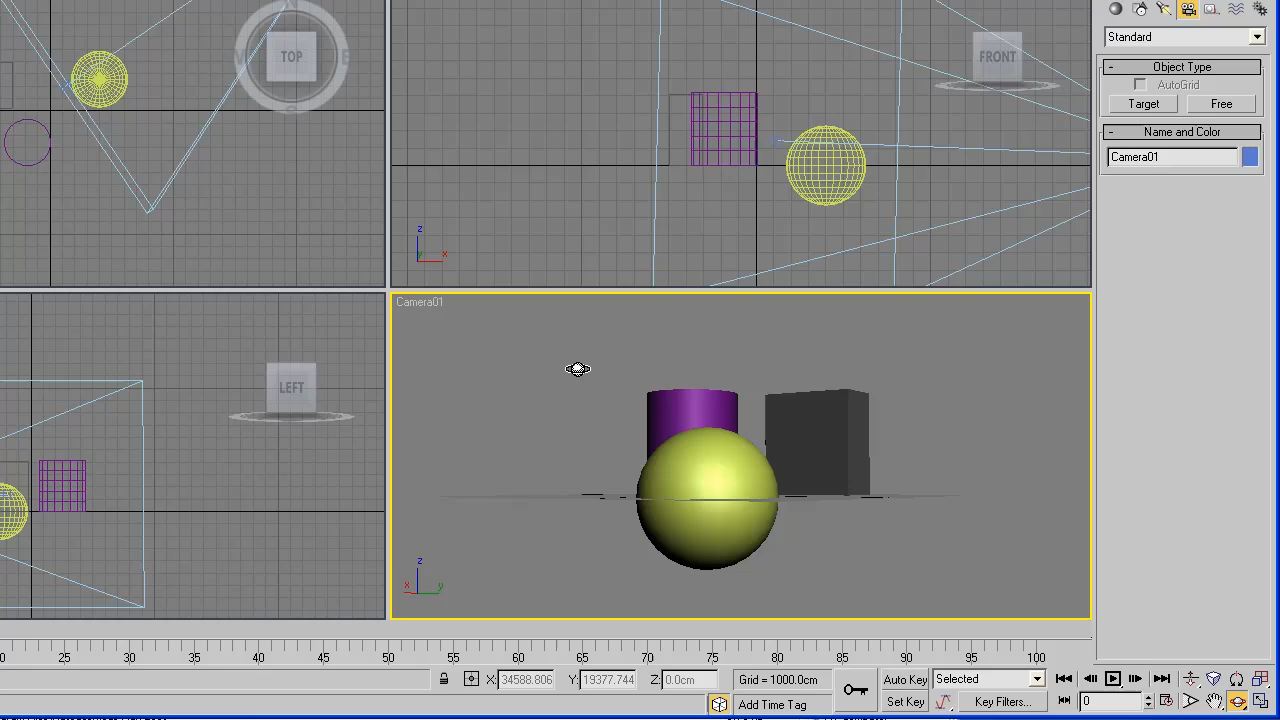 TOP
FRONT
Standard
- Object Type
AutoGrid
Target Free
- Name and Color
Camera01
z
x
Camera01
LEFT
z
x y
0 25 30 35 40 45 50 55 60 65 70 75 80 85 90 95 100
X: 34588.806 Y: 19377.744 Z: 0.0cm Grid = 1000.0cm Auto Key Selected
Add Time Tag Set Key Key Filters... 0